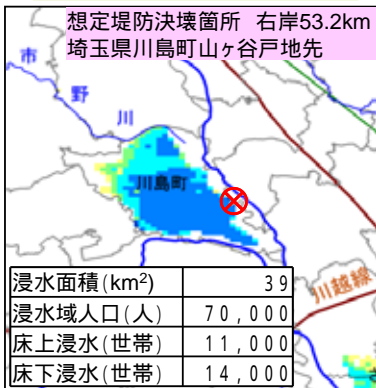 想定堤防決壊箇所 右岸53.2km
埼玉県川島町山ヶ谷戸地先
市野川
川島町
川越線
浸水面積(km²) 39
浸水域人口(人) 70,000
床上浸水(世帯) 11,000
床下浸水(世帯) 14,000